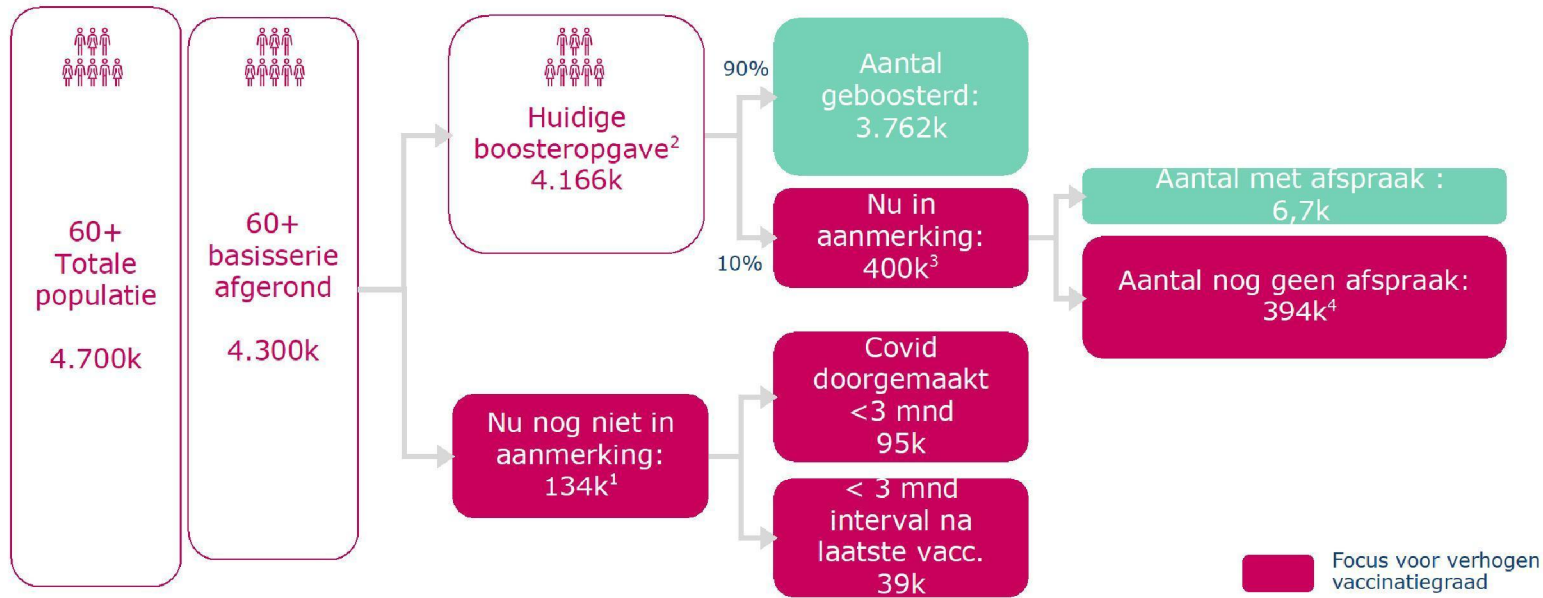 60+
Totale
populatie
4.700k
60+
basisserie
afgerond
4.300k
Huidige
boosteropgave²
4.166k
Nu nog niet in
aanmerking:
134k¹
90%
10%
Aantal
geboosterd:
3.762k
Nu in
aanmerking:
400k³
Covid
doorgemaakt
<3 mnd
95k
< 3 mnd
interval na
laatste vacc.
39k
Aantal met afspraak :
6,7k
Aantal nog geen afspraak:
394k⁴
Focus voor verhogen
vaccinatiegraad